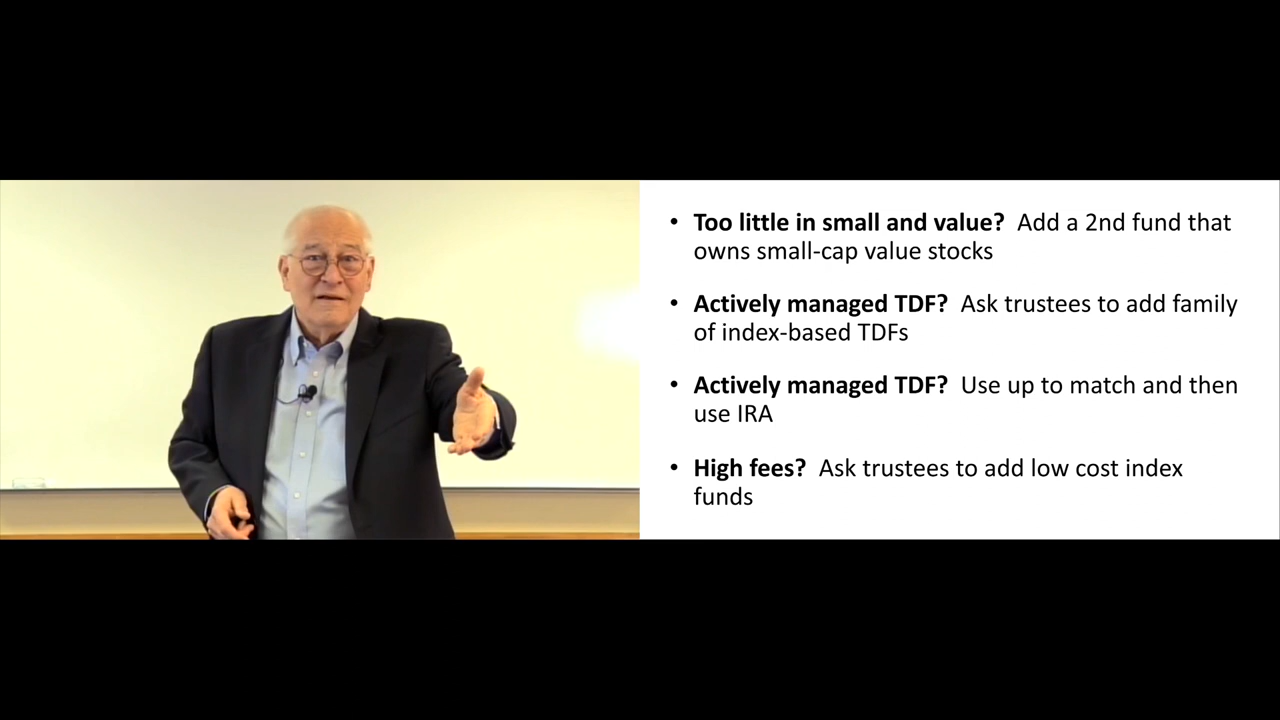 • Too little in small and value? Add a 2nd fund that
owns small-cap value stocks
• Actively managed TDF? Ask trustees to add family
of index-based TDFs
• Actively managed TDF? Use up to match and then
use IRA
• High fees? Ask trustees to add low cost index
funds